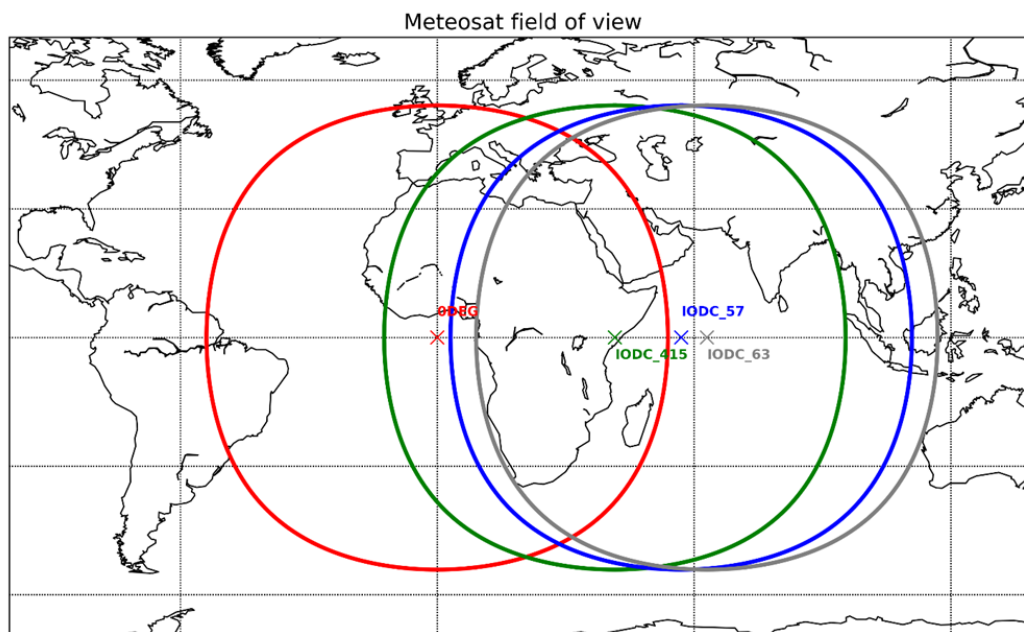 Meteosat field of view
0DEG
IODC_57
IODC_415
IODC_63